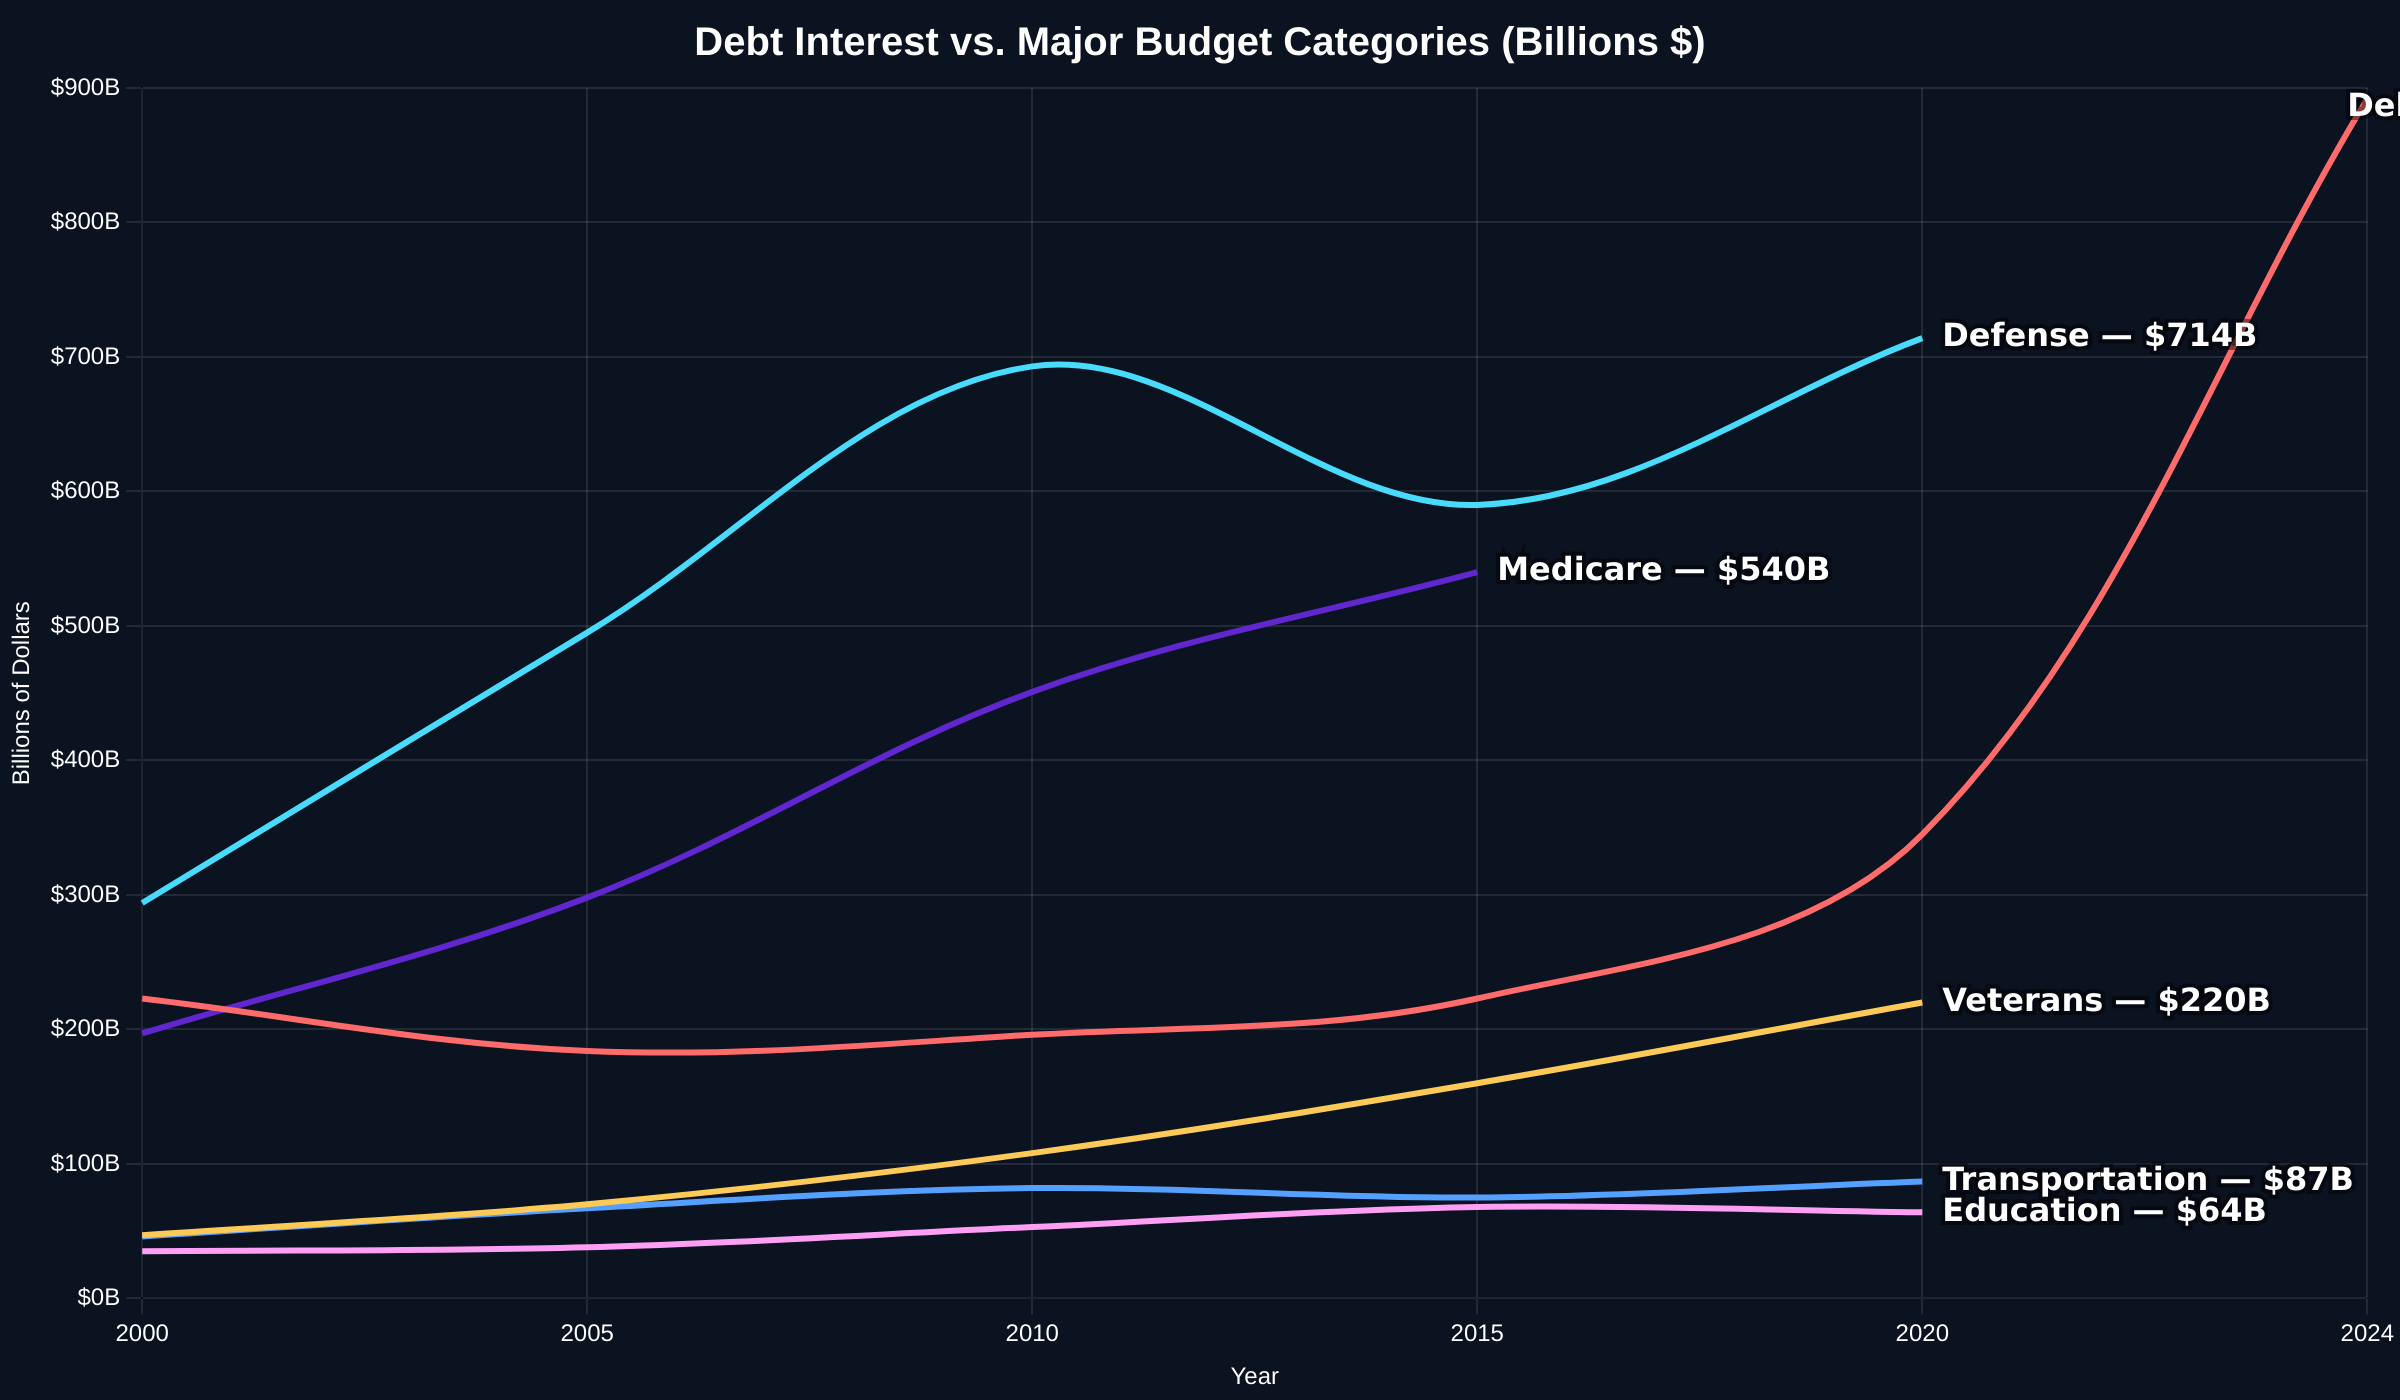 Debt Interest vs. Major Budget Categories (Billions $)
$900B
$800B
$700B
$600B
$500B
$400B
$300B
$200B
$100B
$0B
Billions of Dollars
Defense — $714B
Medicare — $540B
Veterans — $220B
Transportation — $87B
Education — $64B
2000
2005
2010
2015
2020
2024
Year